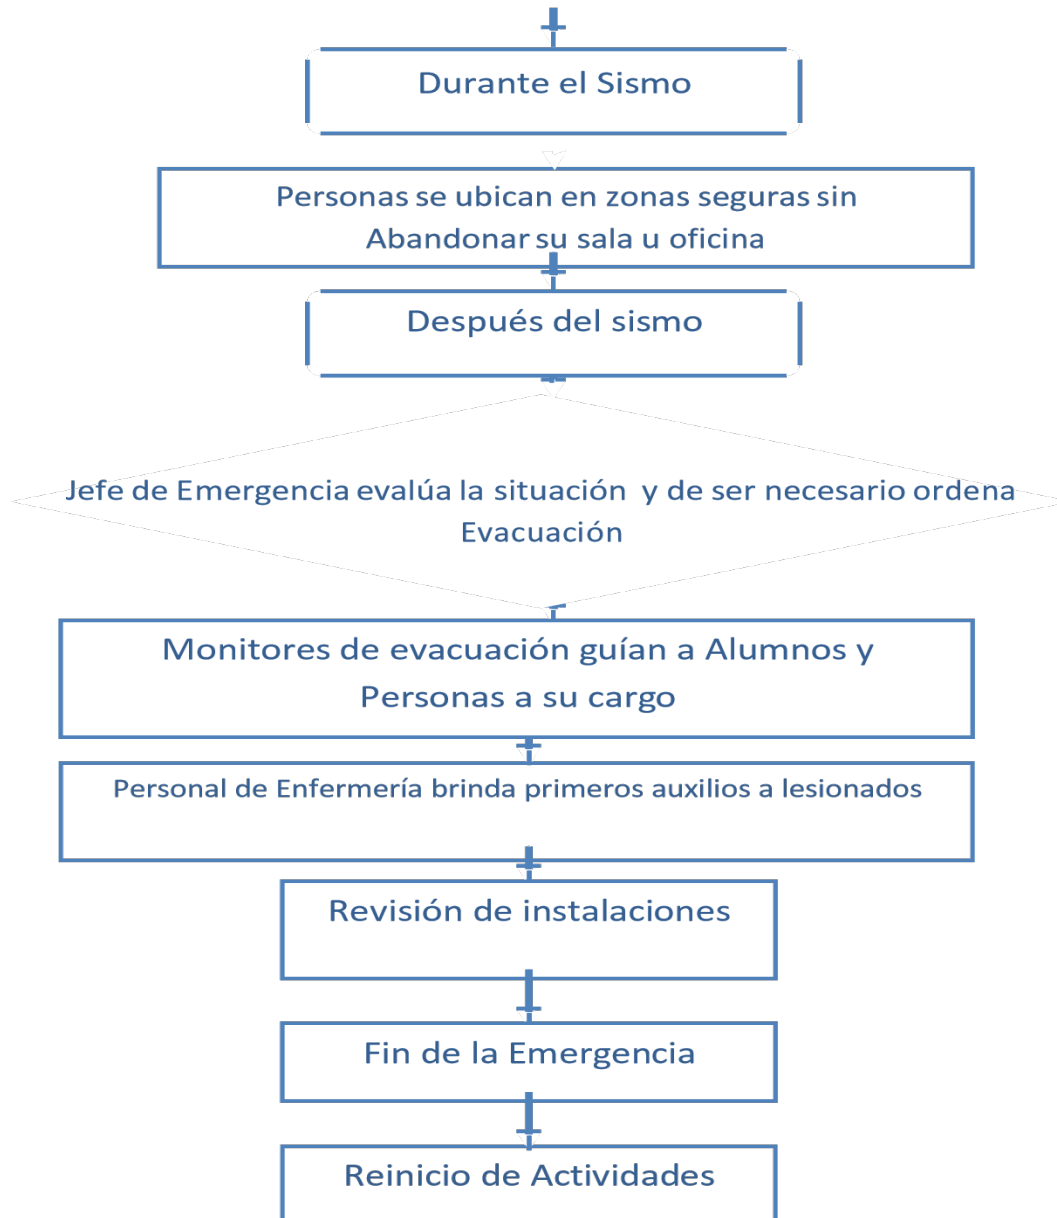 Durante el Sismo
Personas se ubican en zonas seguras sin
Abandonar su sala u oficina
Después del sismo
Jefe de Emergencia evalúa la situación y de ser necesario ordena
Evacuación
Monitores de evacuación guían a Alumnos y
Personas a su cargo
Personal de Enfermería brinda primeros auxilios a lesionados
Revisión de instalaciones
Fin de la Emergencia
Reinicio de Actividades